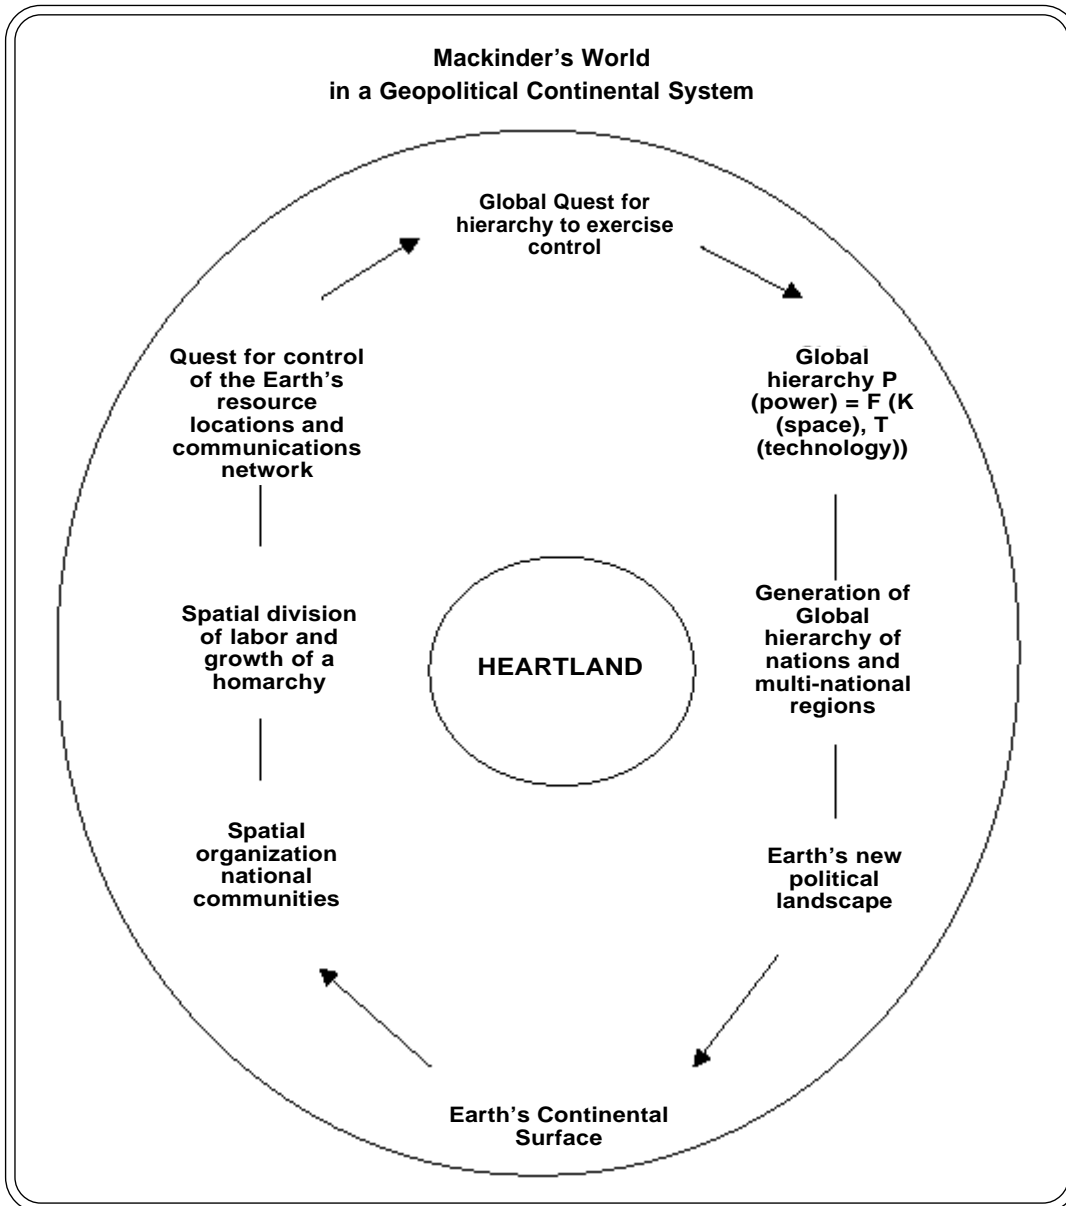 Mackinder's World
in a Geopolitical Continental System
Global Quest for
hierarchy to exercise
control
Quest for control
of the Earth's
resource
locations and
communications
network
Global
hierarchy P
(power) = F (K
(space), T
(technology))
Spatial division
of labor and
growth of a
homarchy
HEARTLAND
Generation of
Global
hierarchy of
nations and
multi-national
regions
Spatial
organization
national
communities
Earth's new
political
landscape
Earth's Continental
Surface